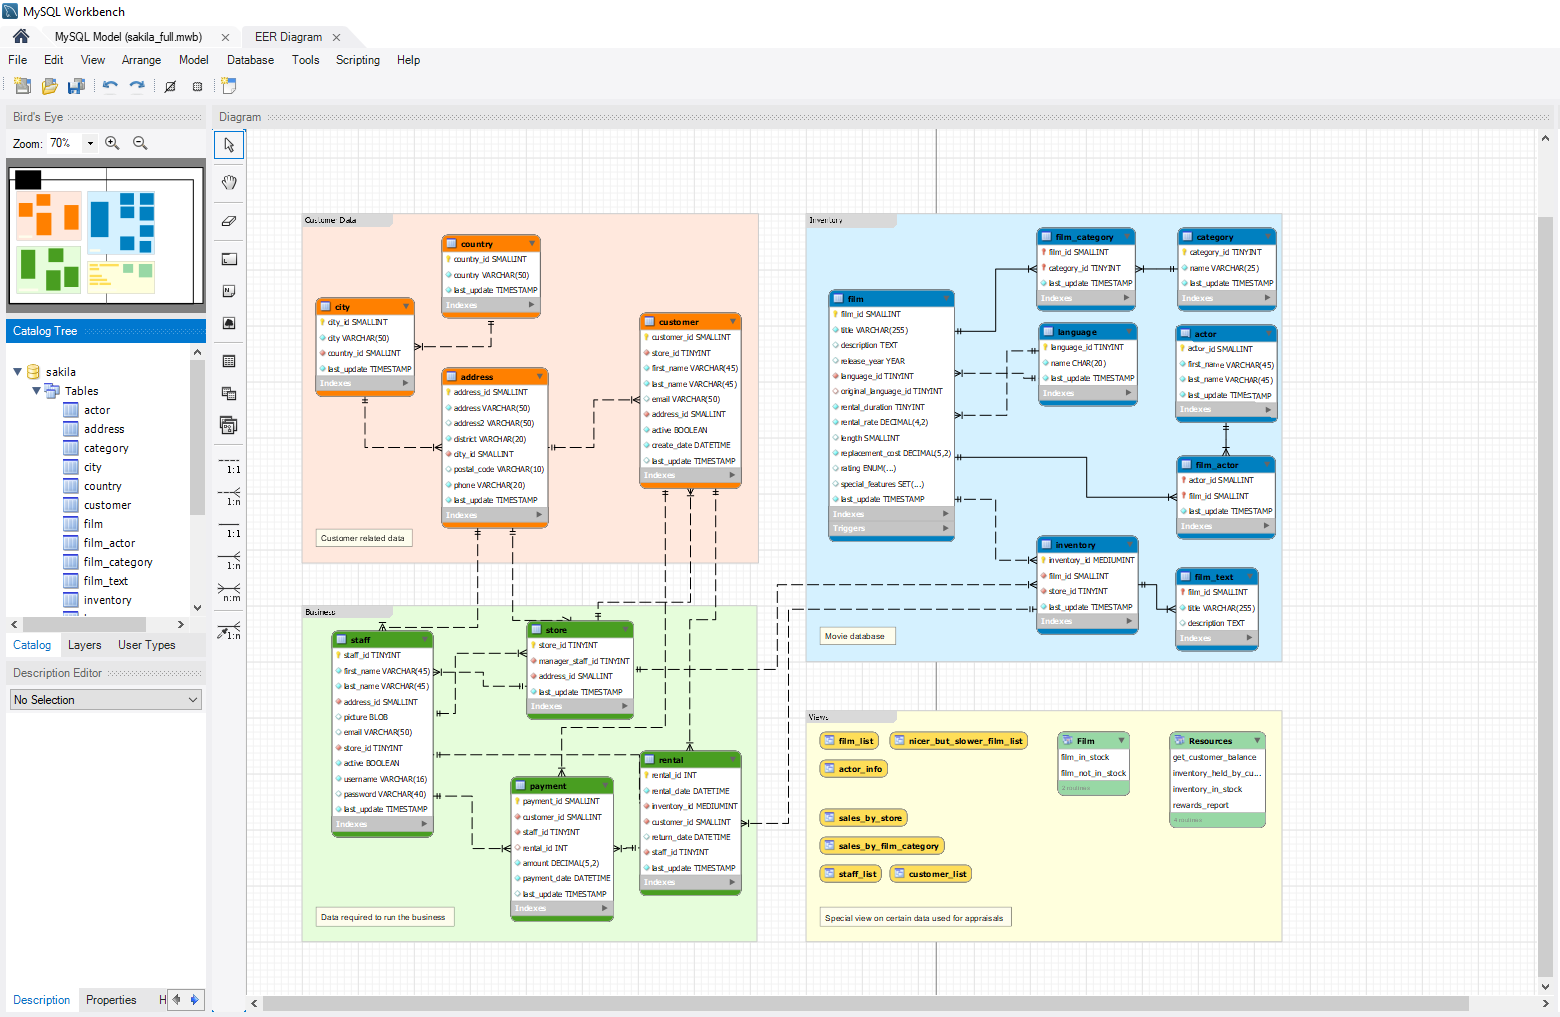 MySQL Workbench
MySQL Model (sakila_full.mwb)
EER Diagram
File Edit View Arrange Model Database Tools Scripting Help
Bird's Eye
Zoom: 70%
Catalog Tree
sakila
Tables
actor
address
category
city
country
customer
film
film_actor
film_category
film_text
inventory
Catalog Layers User Types
Description Editor
No Selection
Description Properties H
Diagram
1:1
1:n
1:1
1:n
n:m
1:n
Customer Data
country
country_id SMALLINT
country VARCHAR(50)
last_update TIMESTAMP
Indexes
city
city_id SMALLINT
city VARCHAR(50)
country_id SMALLINT
last_update TIMESTAMP
Indexes
address
address_id SMALLINT
address VARCHAR(50)
address2 VARCHAR(50)
district VARCHAR(20)
city_id SMALLINT
postal_code VARCHAR(10)
phone VARCHAR(20)
last_update TIMESTAMP
Indexes
customer
customer_id SMALLINT
store_id TINYINT
first_name VARCHAR(45)
last_name VARCHAR(45)
email VARCHAR(50)
address_id SMALLINT
active BOOLEAN
create_date DATETIME
last_update TIMESTAMP
Indexes
Customer related data
Inventory
film
film_id SMALLINT
title VARCHAR(255)
description TEXT
release_year YEAR
language_id TINYINT
original_language_id TINYINT
rental_duration TINYINT
rental_rate DECIMAL(4,2)
length SMALLINT
replacement_cost DECIMAL(5,2)
rating ENUM(...)
special_features SET(...)
last_update TIMESTAMP
Indexes
Triggers
film_category
film_id SMALLINT
category_id TINYINT
last_update TIMESTAMP
Indexes
category
category_id TINYINT
name VARCHAR(25)
last_update TIMESTAMP
Indexes
language
language_id TINYINT
name CHAR(20)
last_update TIMESTAMP
Indexes
actor
actor_id SMALLINT
first_name VARCHAR(45)
last_name VARCHAR(45)
last_update TIMESTAMP
Indexes
film_actor
actor_id SMALLINT
film_id SMALLINT
last_update TIMESTAMP
Indexes
inventory
inventory_id MEDIUMINT
film_id SMALLINT
store_id TINYINT
last_update TIMESTAMP
Indexes
film_text
film_id SMALLINT
title VARCHAR(255)
description TEXT
Indexes
Movie database
Business
staff
staff_id TINYINT
first_name VARCHAR(45)
last_name VARCHAR(45)
address_id SMALLINT
picture BLOB
email VARCHAR(50)
store_id TINYINT
active BOOLEAN
username VARCHAR(16)
password VARCHAR(40)
last_update TIMESTAMP
Indexes
store
store_id TINYINT
manager_staff_id TINYINT
address_id SMALLINT
last_update TIMESTAMP
Indexes
payment
payment_id SMALLINT
customer_id SMALLINT
staff_id TINYINT
rental_id INT
amount DECIMAL(5,2)
payment_date DATETIME
last_update TIMESTAMP
Indexes
rental
rental_id INT
rental_date DATETIME
inventory_id MEDIUMINT
customer_id SMALLINT
return_date DATETIME
staff_id TINYINT
last_update TIMESTAMP
Indexes
Data required to run the business
Views
film_list
nicer_but_slower_film_list
actor_info
sales_by_store
sales_by_film_category
staff_list
customer_list
Film
film_in_stock
film_not_in_stock
2 routines
Resources
get_customer_balance
inventory_held_by_cu...
inventory_in_stock
rewards_report
4 routines
Special view on certain data used for appraisals